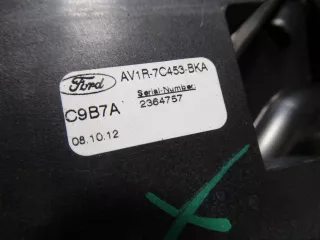 Ford
AV1R-7C453-BKA
Serial-Number:
C9B7A
2364757
08.10.12